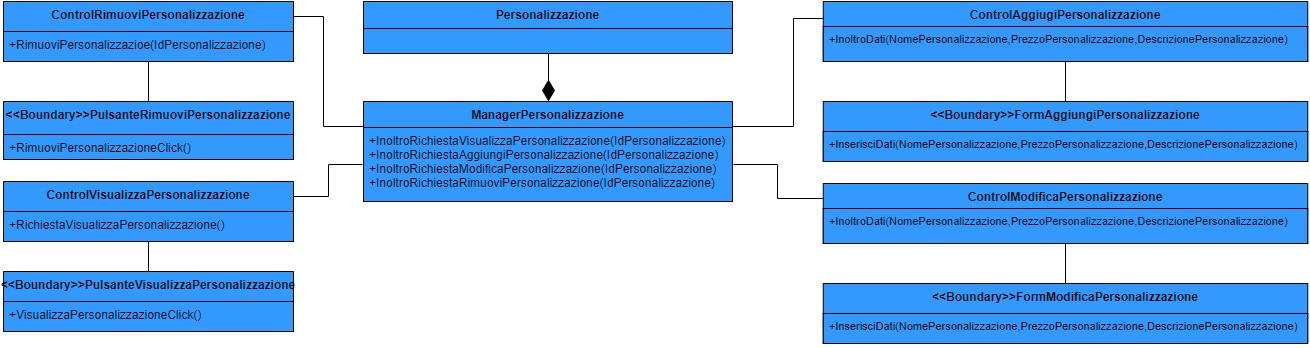 ControlRimuoviPersonalizzazione
+RimuoviPersonalizzazioe(IdPersonalizzazione)
<<Boundary>>PulsanteRimuoviPersonalizzazione
+RimuoviPersonalizzazioneClick()
ControlVisualizzaPersonalizzazione
+RichiestaVisualizzaPersonalizzazione()
<<Boundary>>PulsanteVisualizzaPersonalizzazione
+VisualizzaPersonalizzazioneClick()
Personalizzazione
ManagerPersonalizzazione
+InoltroRichiestaVisualizzaPersonalizzazione(IdPersonalizzazione)
+InoltroRichiestaAggiungiPersonalizzazione(IdPersonalizzazione)
+InoltroRichiestaModificaPersonalizzazione(IdPersonalizzazione)
+InoltroRichiestaRimuoviPersonalizzazione(IdPersonalizzazione)
ControlAggiugiPersonalizzazione
+InoltroDati(NomePersonalizzazione,PrezzoPersonalizzazione,DescrizionePersonalizzazione)
<<Boundary>>FormAggiungiPersonalizzazione
+InserisciDati(NomePersonalizzazione,PrezzoPersonalizzazione,DescrizionePersonalizzazione)
ControlModificaPersonalizzazione
+InoltroDati(NomePersonalizzazione,PrezzoPersonalizzazione,DescrizionePersonalizzazione)
<<Boundary>>FormModificaPersonalizzazione
+InserisciDati(NomePersonalizzazione,PrezzoPersonalizzazione,DescrizionePersonalizzazione)